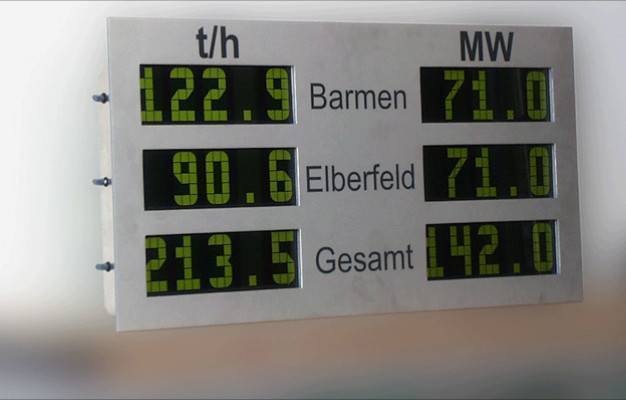 t/h MW
122.9 Barmen 71.0
90.6 Elberfeld 71.0
213.5 Gesamt 142.0